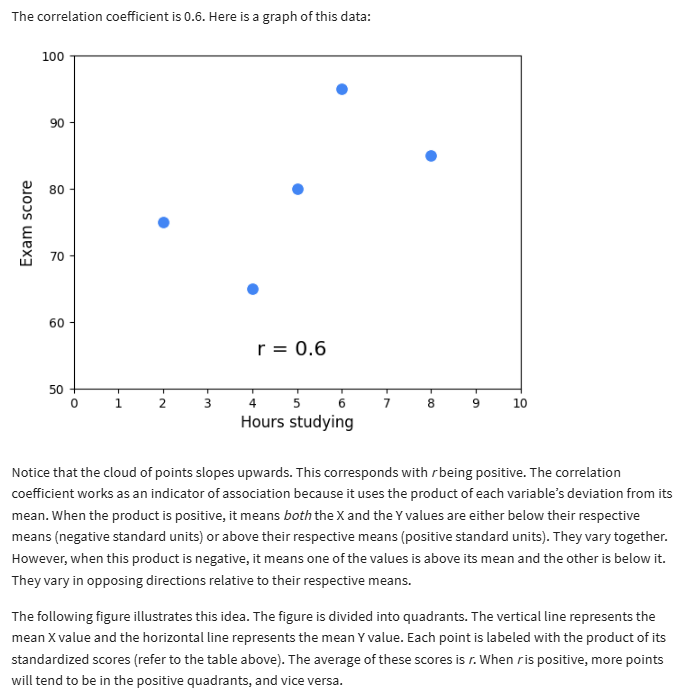 The correlation coefficient is 0.6. Here is a graph of this data:
100
90
80
70
60
50
Exam score
r = 0.6
0 1 2 3 4 5 6 7 8 9 10
Hours studying
Notice that the cloud of points slopes upwards. This corresponds with r being positive. The correlation
coefficient works as an indicator of association because it uses the product of each variable's deviation from its
mean. When the product is positive, it means both the X and the Y values are either below their respective
means (negative standard units) or above their respective means (positive standard units). They vary together.
However, when this product is negative, it means one of the values is above its mean and the other is below it.
They vary in opposing directions relative to their respective means.
The following figure illustrates this idea. The figure is divided into quadrants. The vertical line represents the
mean X value and the horizontal line represents the mean Y value. Each point is labeled with the product of its
standardized scores (refer to the table above). The average of these scores is r. When r is positive, more points
will tend to be in the positive quadrants, and vice versa.